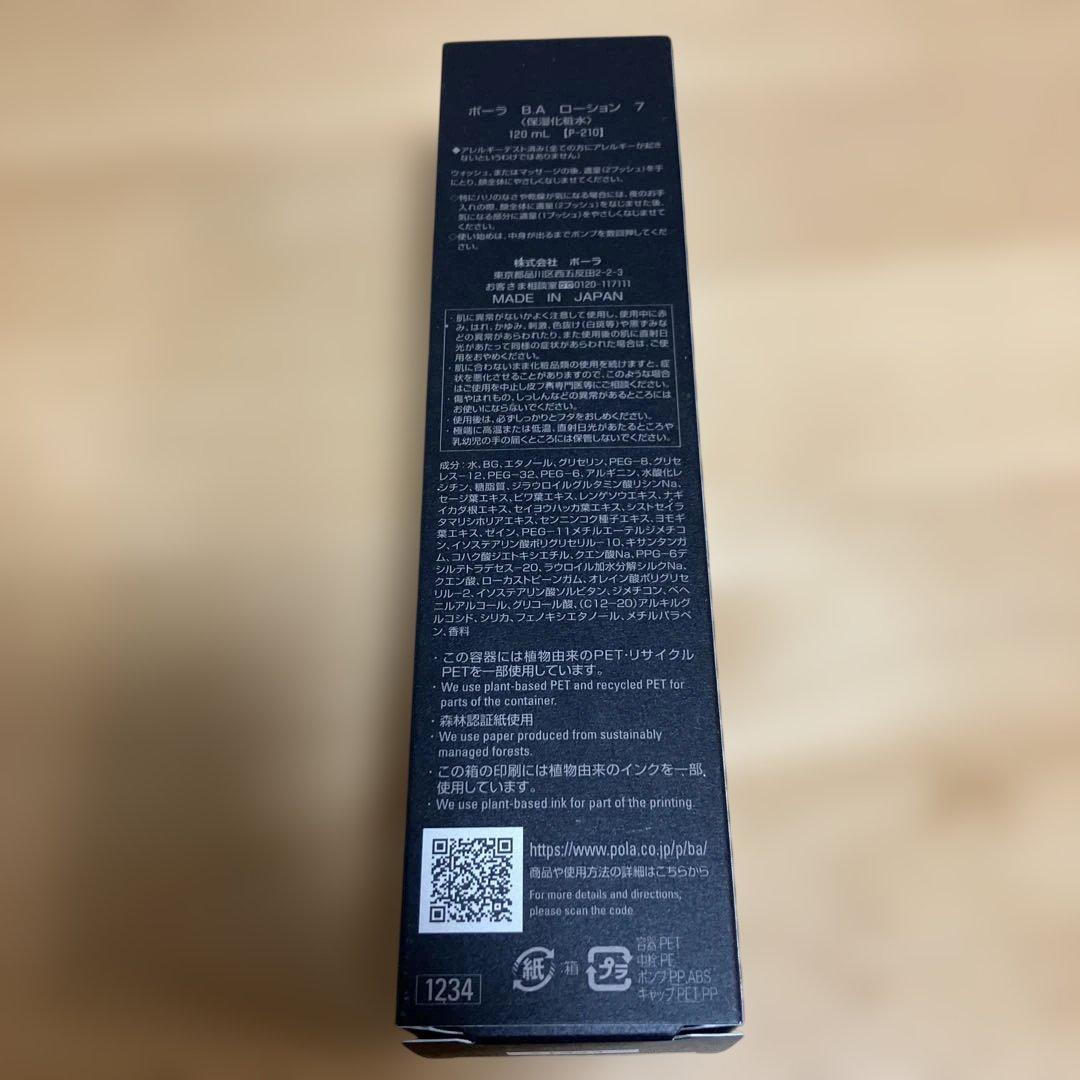 ポーラ B.A ローション 7
〈保湿化粧水〉
120 mL 【P-210】
◆アレルギーテスト済み(全ての方にアレルギーが起き
ないというわけではありません)
ウォッシュ、またはマッサージの後、適量(2プッシュ)を手
にとり、顔全体にやさしくなじませてください。
◇特にハリのなさや乾燥が気になる場合には、夜のお手
入れの際、顔全体に適量(2プッシュ)をなじませた後、
気になる部分に適量(1プッシュ)をやさしくなじませて
ください。
◇使い始めは、中身が出るまでポンプを数回押してくだ
さい。
株式会社 ポーラ
東京都品川区西五反田2-2-3
お客さま相談室 0120-117111
MADE IN JAPAN
・肌に異常がないかよく注意して使用し、使用中に赤
み、はれ、かゆみ、刺激、色抜け(白斑等)や黒ずみな
どの異常があらわれたり、また使用後の肌に直射日
光があたって同様の症状があらわれた場合は、ご使
用をおやめください。
・肌に合わないまま化粧品類の使用を続けますと、症
状を悪化させることがありますので、このような場合
はご使用を中止し皮フ科専門医等にご相談ください。
・傷やはれもの、しっしんなどの異常があるところには
お使いにならないでください。
・使用後は、必ずしっかりとフタをおしめください。
・極端に高温または低温、直射日光があたるところや
乳幼児の手の届くところには保管しないでください。
成分:水、BG、エタノール、グリセリン、PEG-8、グリセ
レス-12、PEG-32、PEG-6、アルギニン、水酸化レ
シチン、糖脂質、ジラウロイルグルタミン酸リシンNa、
セージ葉エキス、ビワ葉エキス、レンゲソウエキス、ナギ
イカダ根エキス、セイヨウハッカ葉エキス、シストセイラ
タマリシホリアエキス、センニンコク種子エキス、ヨモギ
葉エキス、ゼイン、PEG-11メチルエーテルジメチコ
ン、イソステアリン酸ポリグリセリル-10、キサンタンガ
ム、コハク酸ジエトキシエチル、クエン酸Na、PPG-6デ
シルテトラデセス-20、ラウロイル加水分解シルクNa、
クエン酸、ローカストビーンガム、オレイン酸ポリグリセ
リル-2、イソステアリン酸ソルビタン、ジメチコン、ベヘ
ニルアルコール、グリコール酸、(C12-20)アルキルグ
ルコシド、シリカ、フェノキシエタノール、メチルパラベ
ン、香料
・この容器には植物由来のPET・リサイクル
PETを一部使用しています。
・We use plant-based PET and recycled PET for
parts of the container.
・森林認証紙使用
・We use paper produced from sustainably
managed forests.
・この箱の印刷には植物由来のインクを一部
使用しています。
・We use plant-based ink for part of the printing.
https://www.pola.co.jp/p/ba/
商品や使用方法の詳細はこちらから
For more details and directions,
please scan the code
紙 :箱
プラ
容器PET
中栓PE
ポンプPP,ABS
キャップPET,PP
1234